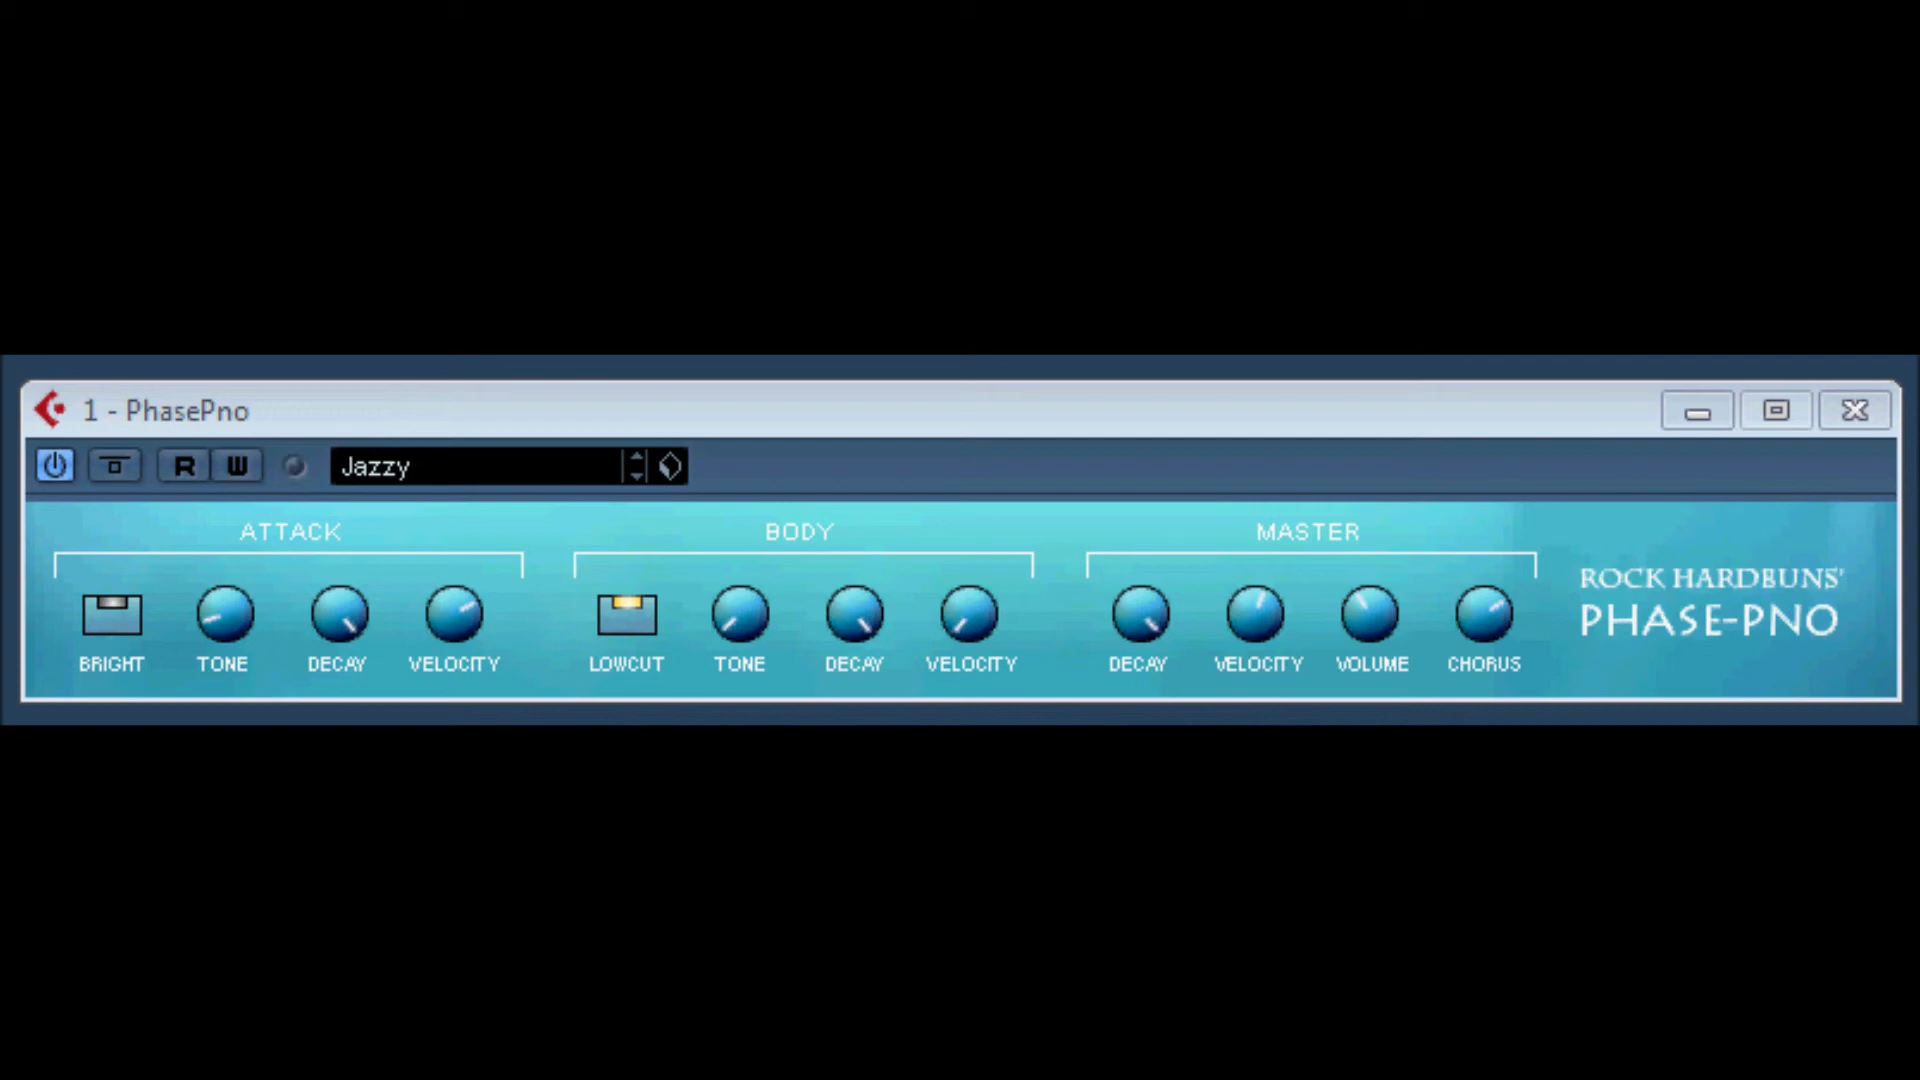 1 - PhasePno
R W Jazzy
ATTACK BODY MASTER
BRIGHT TONE DECAY VELOCITY LOWCUT TONE DECAY VELOCITY DECAY VELOCITY VOLUME CHORUS
ROCK HARDBUNS'
PHASE-PNO